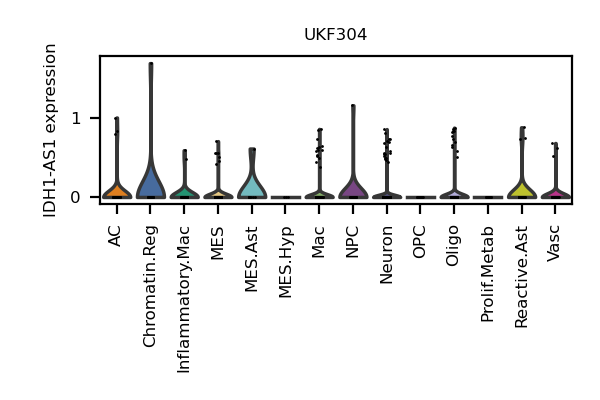 UKF304
IDH1-AS1 expression
1
0
AC
Chromatin.Reg
Inflammatory.Mac
MES
MES.Ast
MES.Hyp
Mac
NPC
Neuron
OPC
Oligo
Prolif.Metab
Reactive.Ast
Vasc